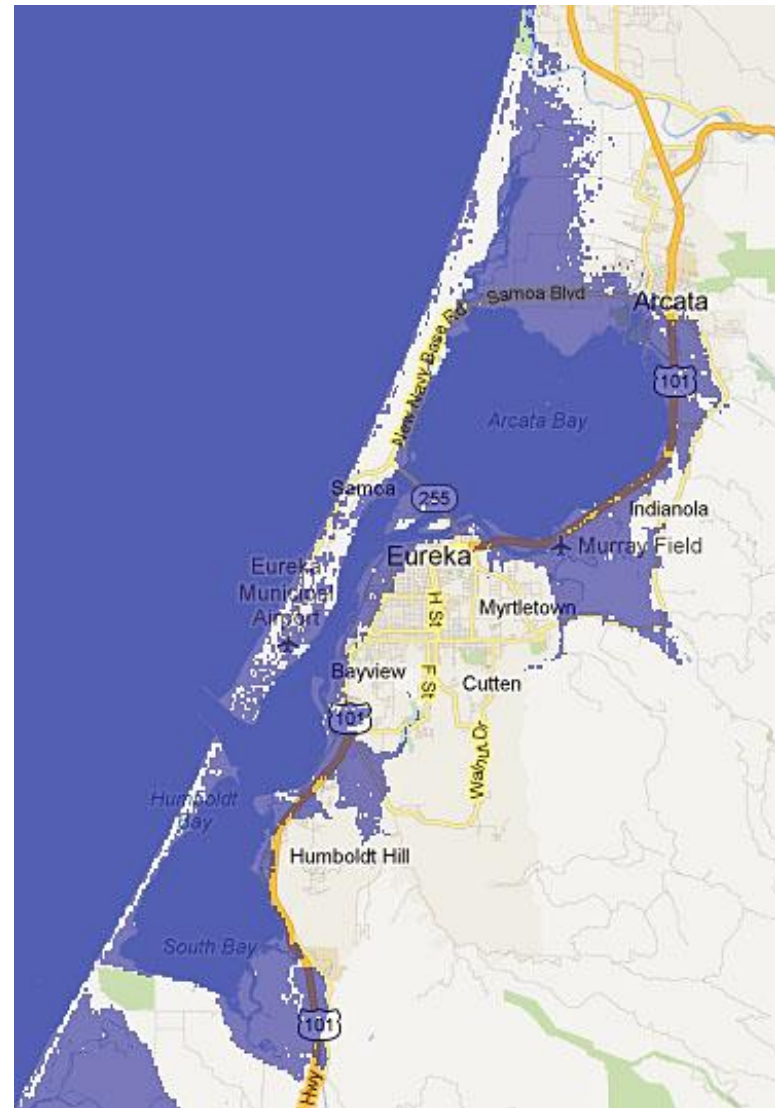 Samoa Blvd
Arcata
New Navy Base Rd
101
Arcata Bay
Samoa
255
Indianola
Eureka
Murray Field
Eureka
Municipal
Airport
H St
Myrtletown
Bayview
F St
Cutten
101
Walnut Dr
Humboldt
Bay
Humboldt Hill
South Bay
101
Hwy